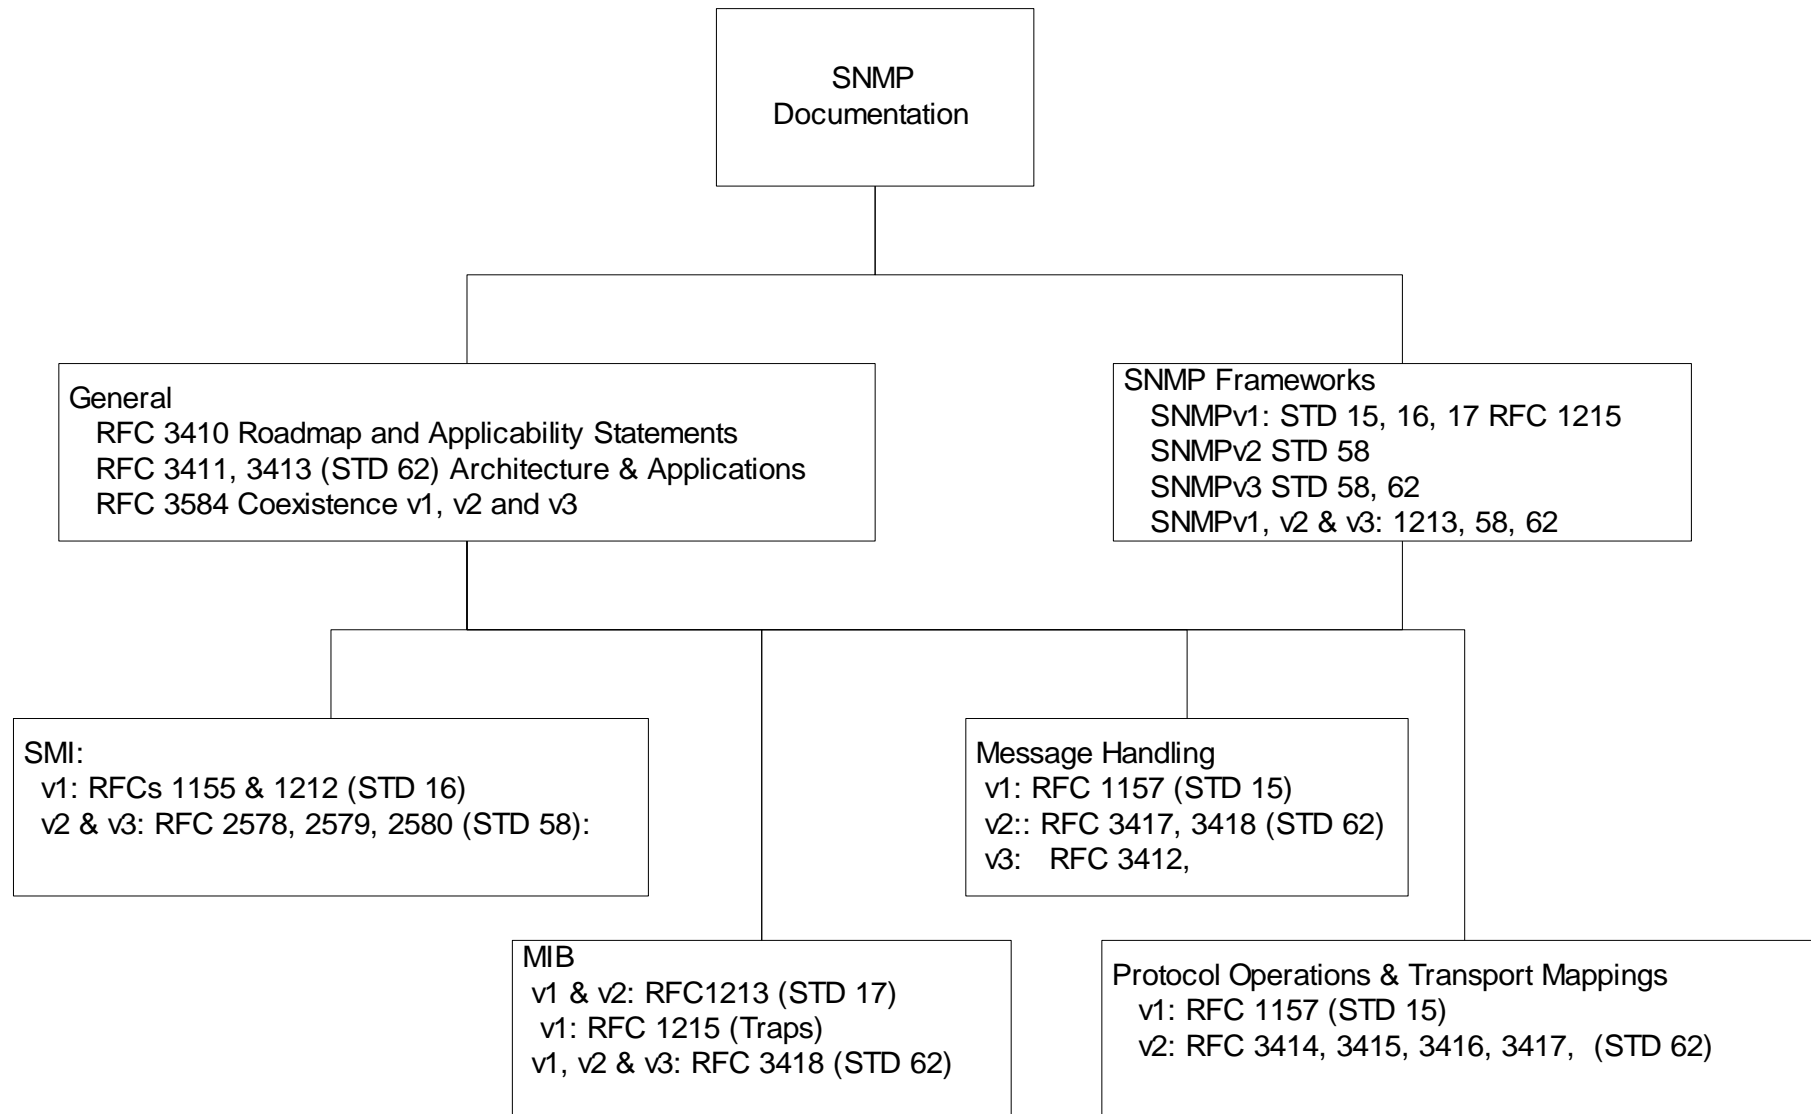 SNMP
Documentation
General
RFC 3410 Roadmap and Applicability Statements
RFC 3411, 3413 (STD 62) Architecture & Applications
RFC 3584 Coexistence v1, v2 and v3
SNMP Frameworks
SNMPv1: STD 15, 16, 17 RFC 1215
SNMPv2 STD 58
SNMPv3 STD 58, 62
SNMPv1, v2 & v3: 1213, 58, 62
SMI:
v1: RFCs 1155 & 1212 (STD 16)
v2 & v3: RFC 2578, 2579, 2580 (STD 58):
Message Handling
v1: RFC 1157 (STD 15)
v2:: RFC 3417, 3418 (STD 62)
v3: RFC 3412,
MIB
v1 & v2: RFC1213 (STD 17)
v1: RFC 1215 (Traps)
v1, v2 & v3: RFC 3418 (STD 62)
Protocol Operations & Transport Mappings
v1: RFC 1157 (STD 15)
v2: RFC 3414, 3415, 3416, 3417, (STD 62)